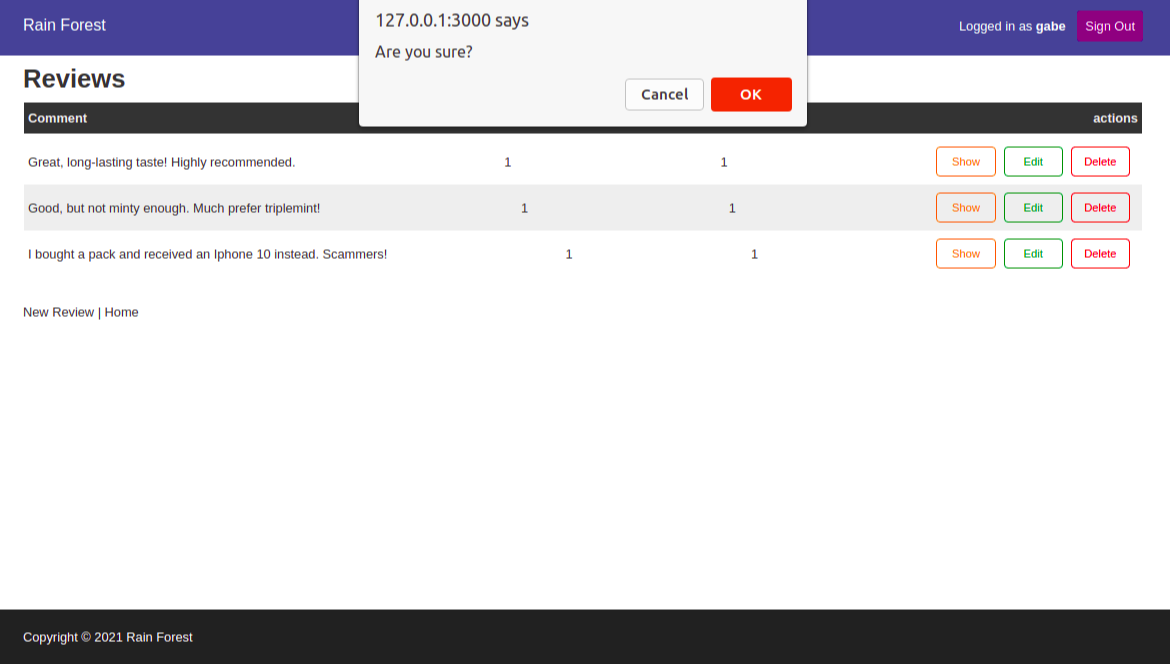 Rain Forest
127.0.0.1:3000 says
Are you sure?
Cancel OK
Logged in as gabe Sign Out
Reviews
Comment actions
Great, long-lasting taste! Highly recommended. 1 1 Show Edit Delete
Good, but not minty enough. Much prefer triplemint! 1 1 Show Edit Delete
I bought a pack and received an Iphone 10 instead. Scammers! 1 1 Show Edit Delete
New Review | Home
Copyright © 2021 Rain Forest